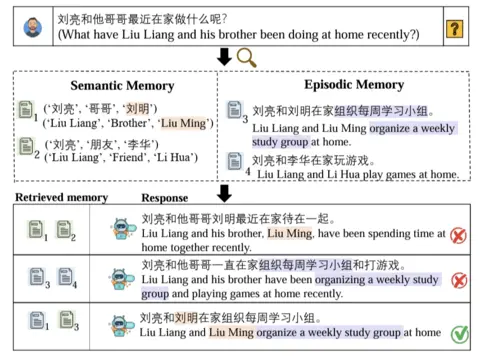 刘亮和他哥哥最近在家做什么呢?
(What have Liu Liang and his brother been doing at home recently?)
?
Semantic Memory
1
('刘亮', '哥哥', '刘明')
('Liu Liang', 'Brother', 'Liu Ming')
2
('刘亮', '朋友', '李华')
('Liu Liang', 'Friend', 'Li Hua')
Episodic Memory
3
刘亮和刘明在家组织每周学习小组。
Liu Liang and Liu Ming organize a weekly
study group at home.
4
刘亮和李华在家玩游戏。
Liu Liang and Li Hua play games at home.
Retrieved memory
Response
1
2
刘亮和他哥哥刘明最近在家待在一起。
Liu Liang and his brother, Liu Ming, have been spending time at
home together recently.
3
4
刘亮和他哥哥一直在家组织每周学习小组和打游戏。
Liu Liang and his brother have been organizing a weekly study
group and playing games at home recently.
1
3
刘亮和刘明在家组织每周学习小组。
Liu Liang and Liu Ming organize a weekly study group at home